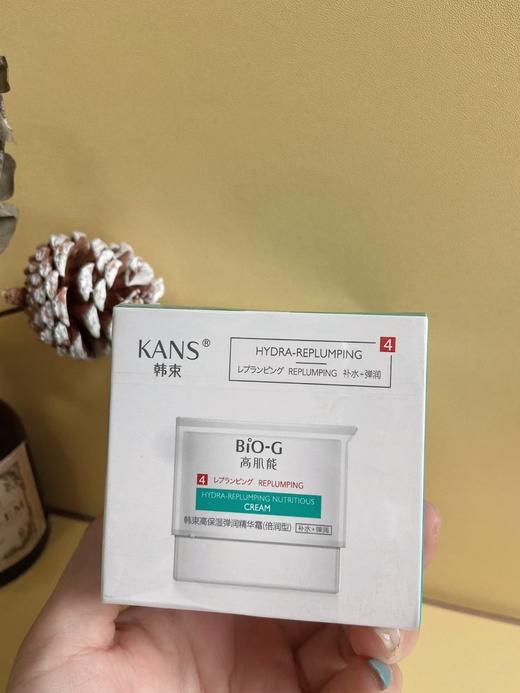 KANS®
韩束
HYDRA-REPLUMPING 4
レプランピング REPLUMPING 补水+弹润
BiO-G
高肌能
4 レプランピング REPLUMPING
HYDRA-REPLUMPING NUTRITIOUS
CREAM
韩束高保湿弹润精华霜(倍润型) 补水+弹润